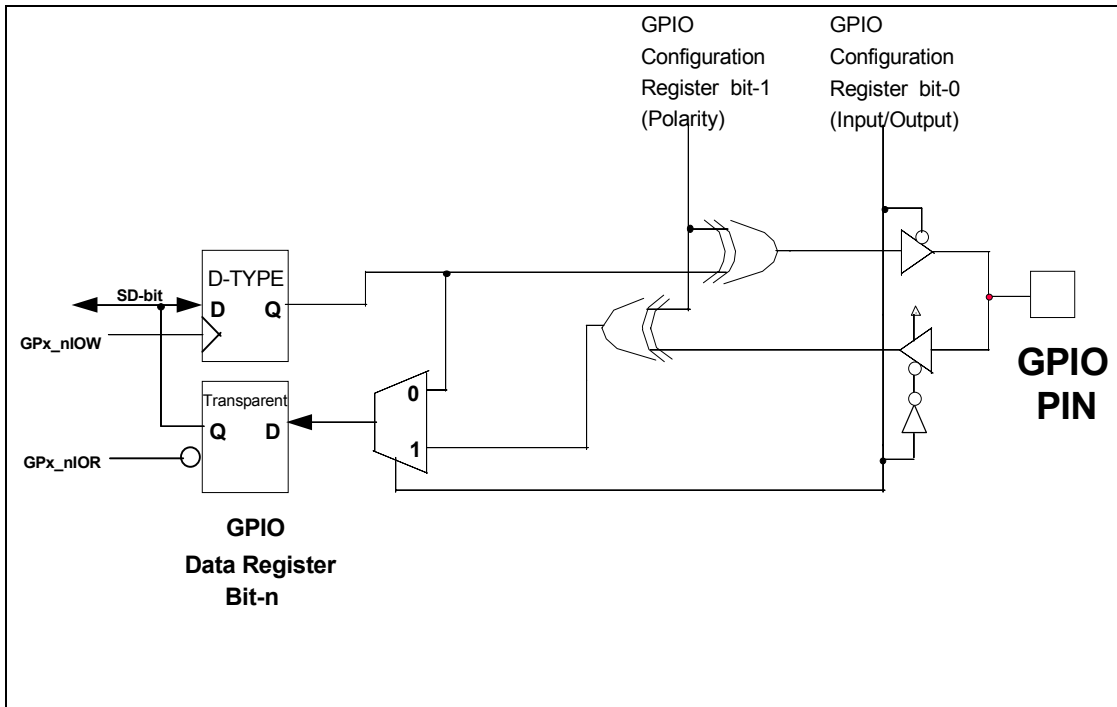 GPIO
Configuration
Register bit-1
(Polarity)
GPIO
Configuration
Register bit-0
(Input/Output)
D-TYPE
SD-bit
D
Q
GPx_nIOW
Transparent
Q
D
GPx_nIOR
0
1
GPIO
PIN
GPIO
Data Register
Bit-n